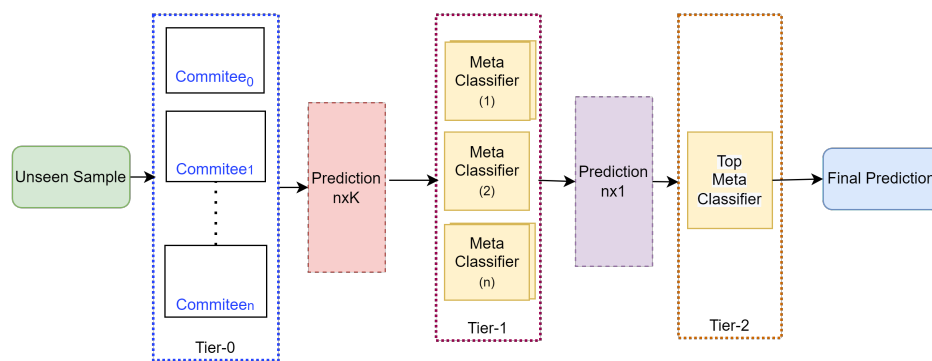 Unseen Sample
Commitee0
Commitee1
Commiteen
Tier-0
Prediction
nxK
Meta
Classifier
(1)
Meta
Classifier
(2)
Meta
Classifier
(n)
Tier-1
Prediction
nx1
Top
Meta
Classifier
Tier-2
Final Prediction